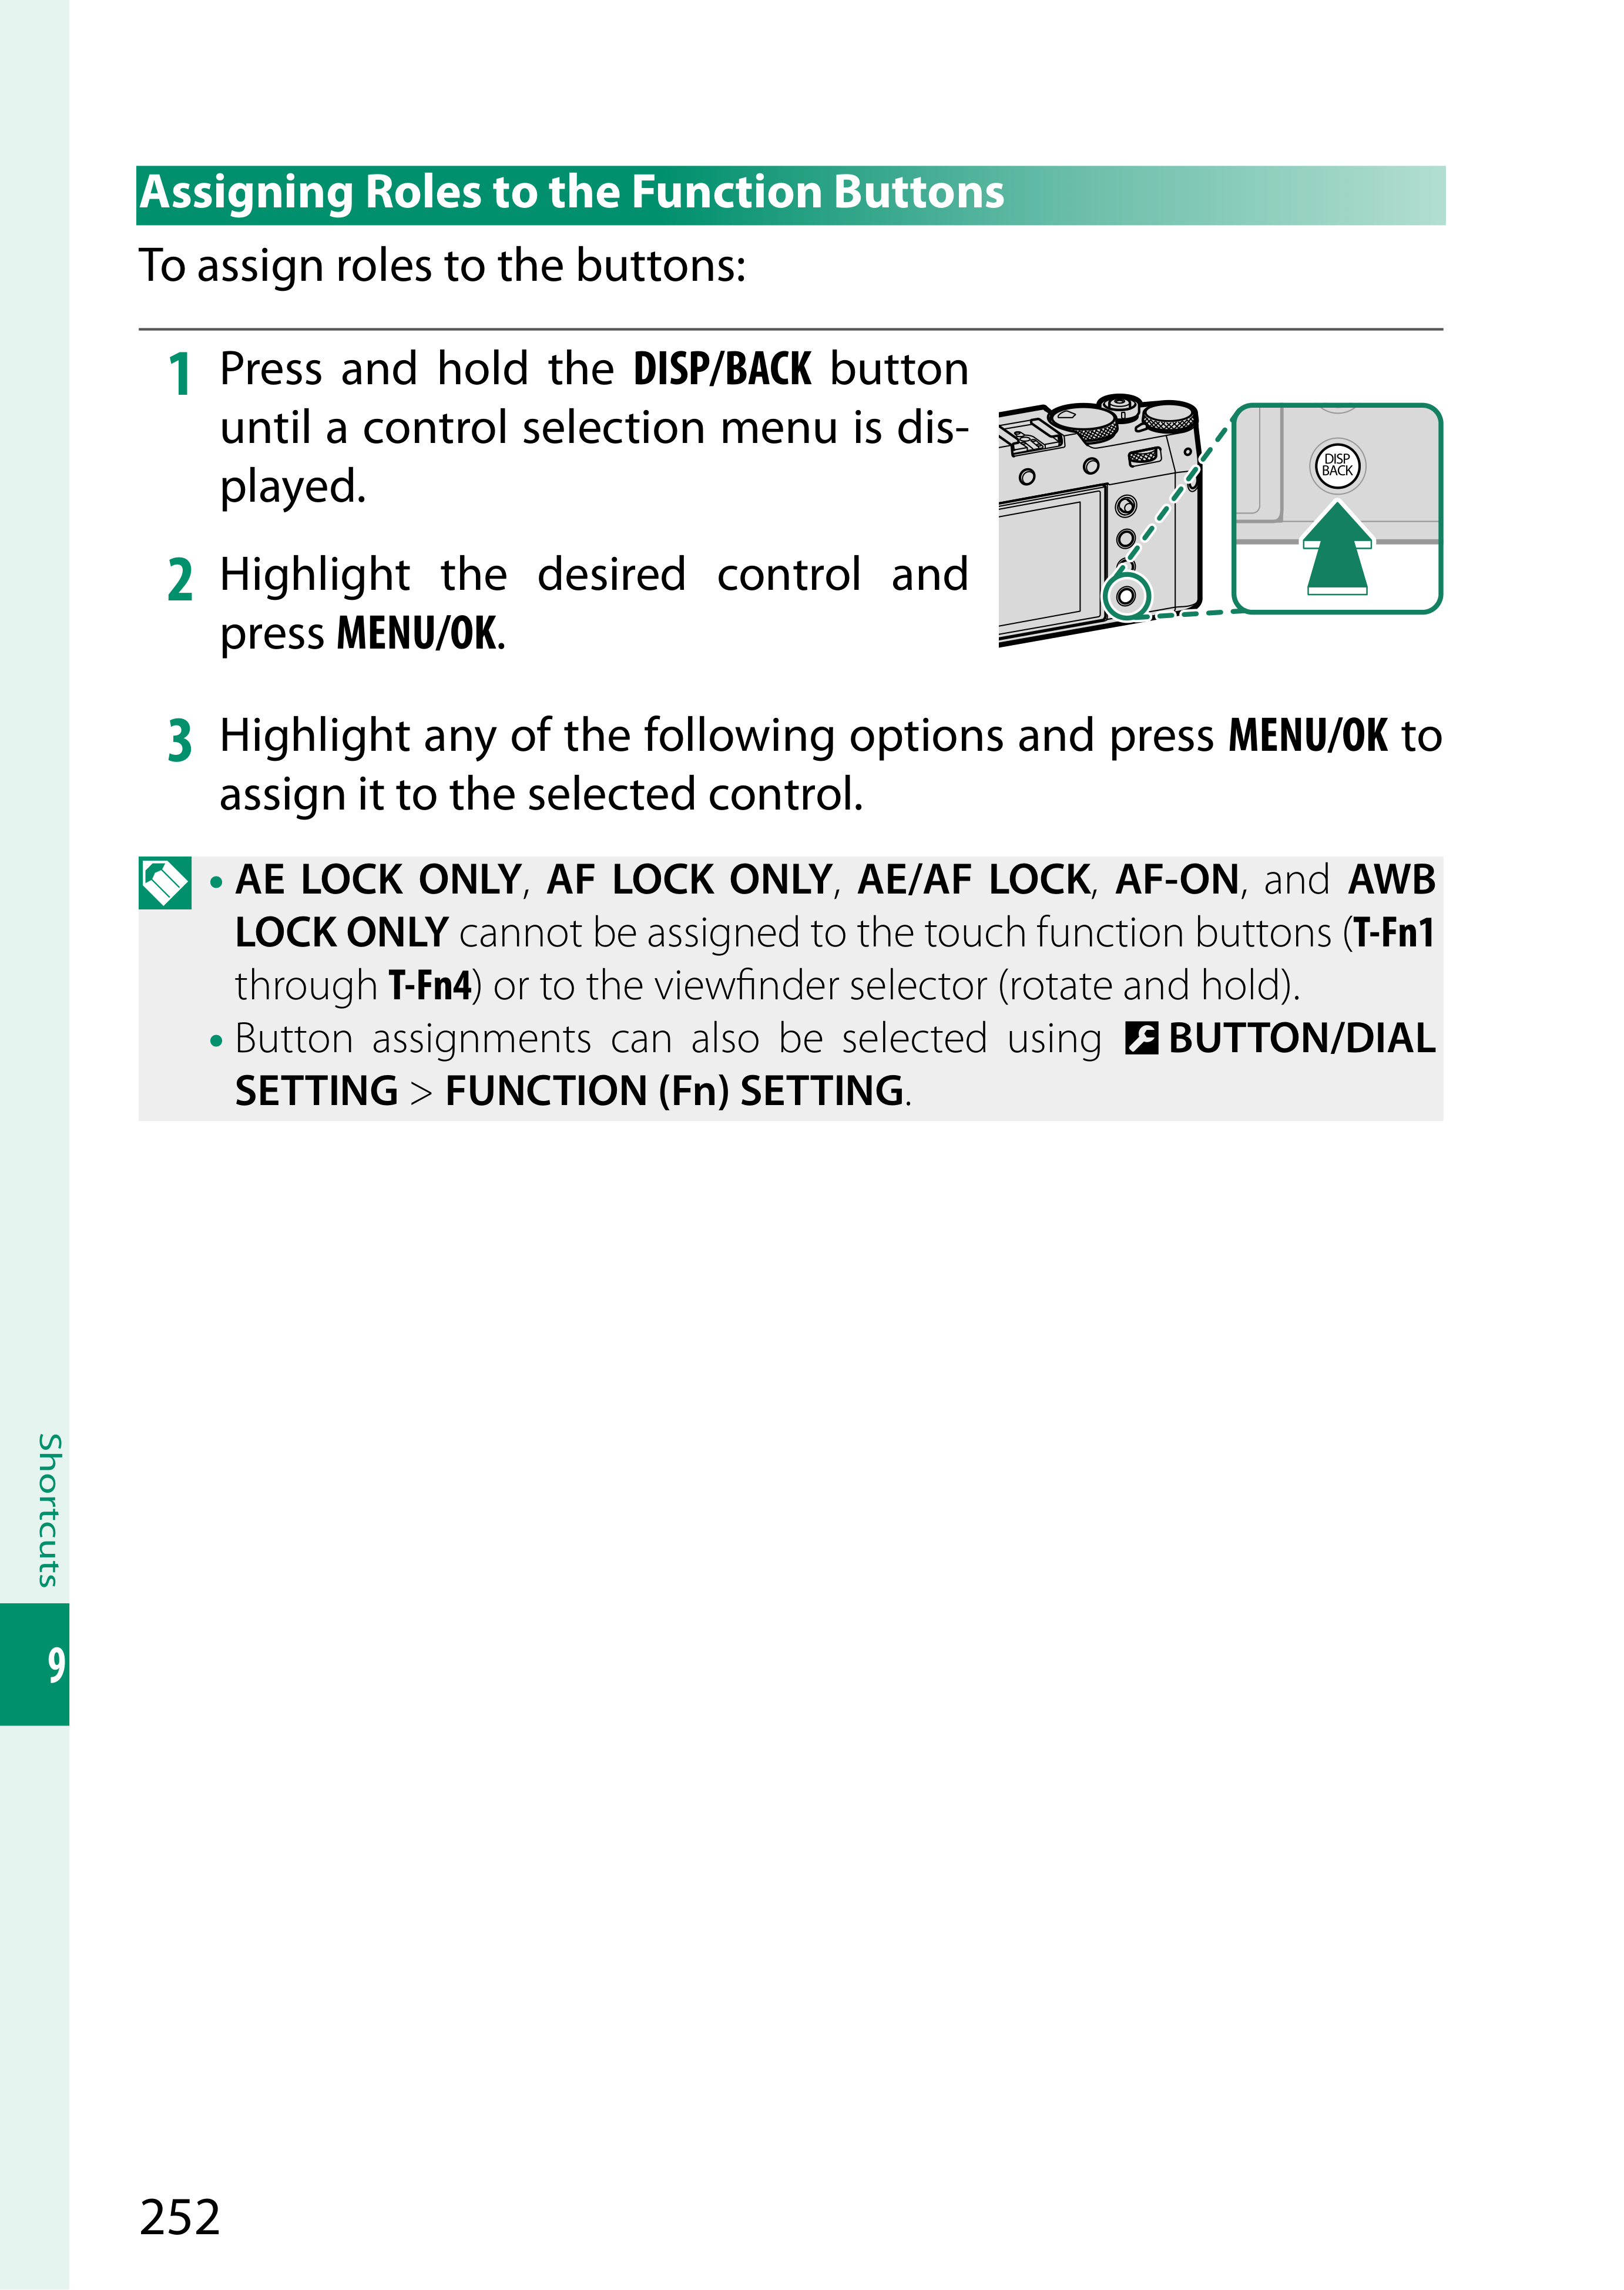 Assigning Roles to the Function Buttons
To assign roles to the buttons:
1 Press and hold the DISP/BACK button
until a control selection menu is dis-
played.
DISP
BACK
2 Highlight the desired control and
press MENU/OK.
3 Highlight any of the following options and press MENU/OK to
assign it to the selected control.
• AE LOCK ONLY, AF LOCK ONLY, AE/AF LOCK, AF-ON, and AWB
LOCK ONLY cannot be assigned to the touch function buttons (T-Fn1
through T-Fn4) or to the viewfinder selector (rotate and hold).
• Button assignments can also be selected using BUTTON/DIAL
SETTING > FUNCTION (Fn) SETTING.
Shortcuts
9
252